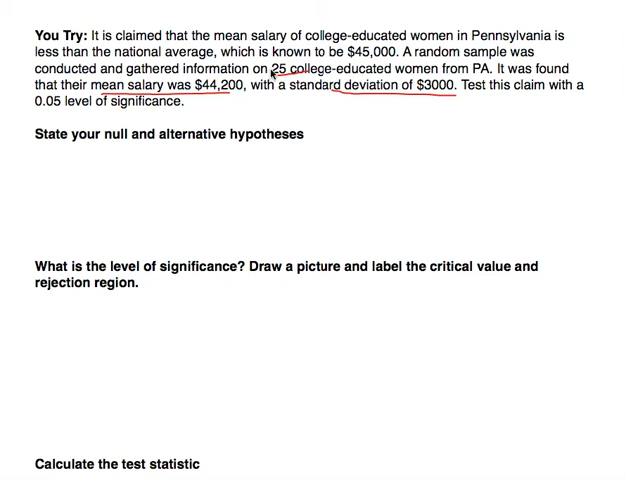 You Try: It is claimed that the mean salary of college-educated women in Pennsylvania is
less than the national average, which is known to be $45,000. A random sample was
conducted and gathered information on 25 college-educated women from PA. It was found
that their mean salary was $44,200, with a standard deviation of $3000. Test this claim with a
0.05 level of significance.
State your null and alternative hypotheses
What is the level of significance? Draw a picture and label the critical value and
rejection region.
Calculate the test statistic